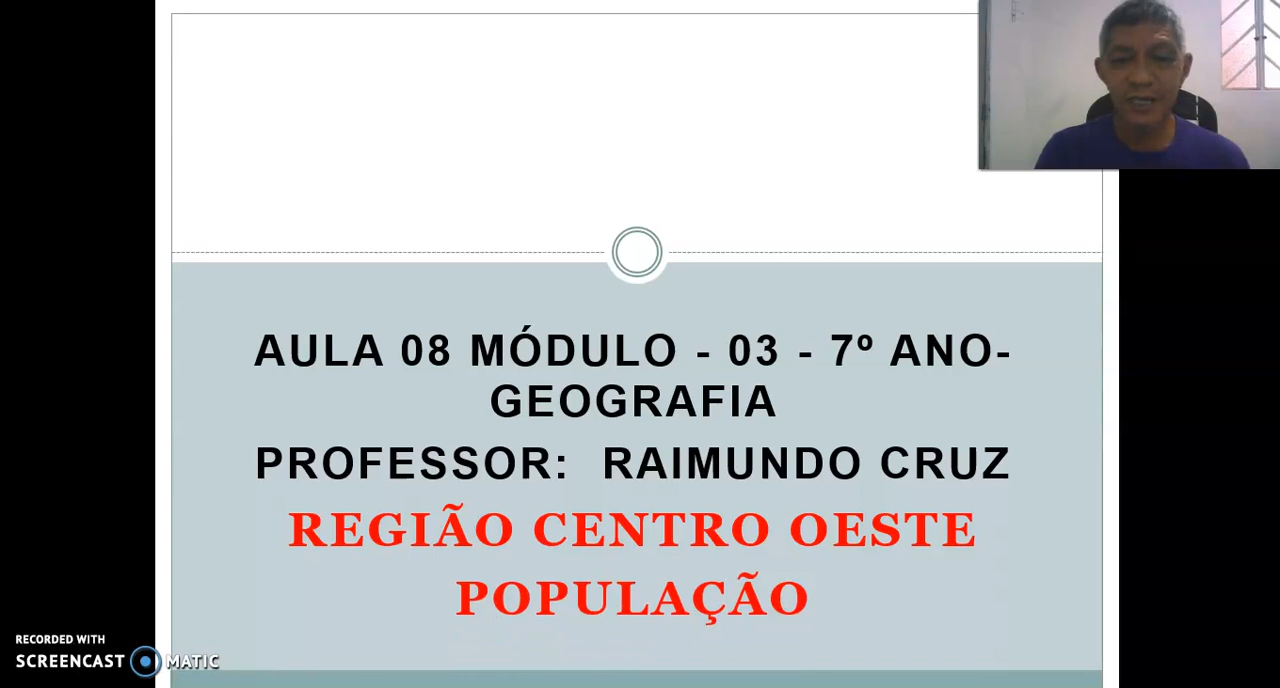 AULA 08 MÓDULO - 03 - 7º ANO-
GEOGRAFIA
PROFESSOR: RAIMUNDO CRUZ
REGIÃO CENTRO OESTE
POPULAÇÃO
RECORDED WITH
SCREENCAST MATIC